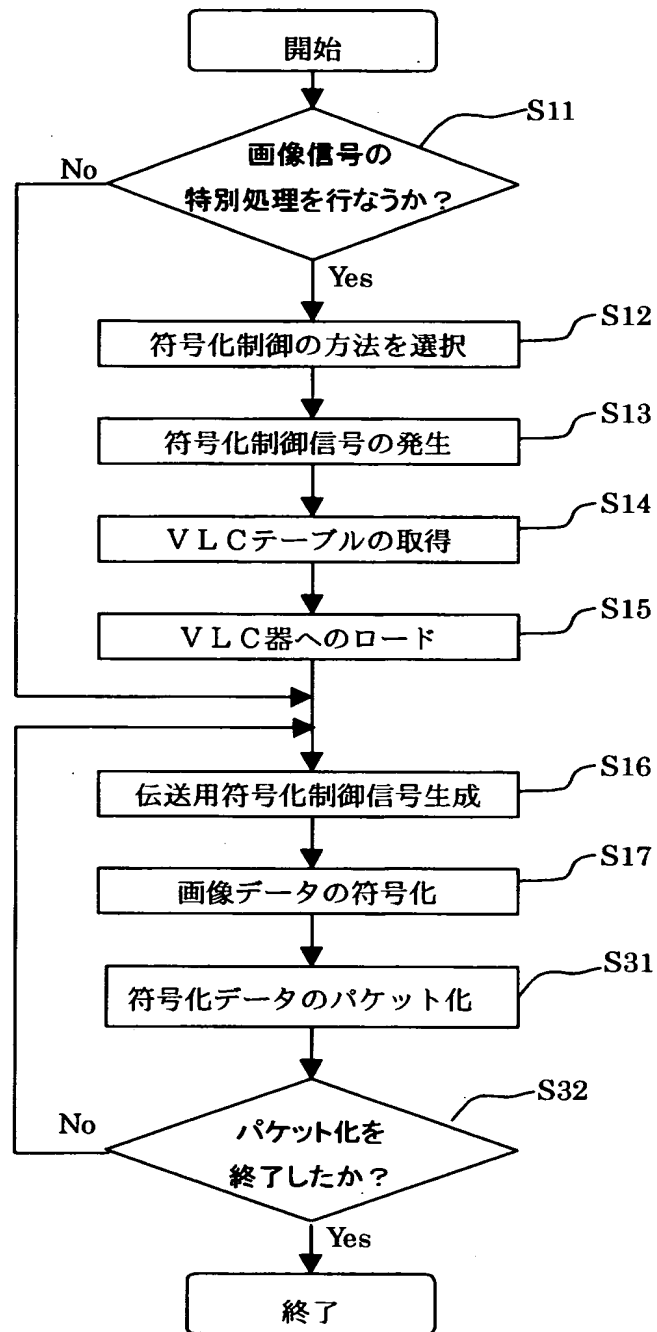 開始
S11
画像信号の
特別処理を行なうか？
No
Yes
S12
符号化制御の方法を選択
S13
符号化制御信号の発生
S14
ＶＬＣテーブルの取得
S15
ＶＬＣ器へのロード
S16
伝送用符号化制御信号生成
S17
画像データの符号化
S31
符号化データのパケット化
S32
パケット化を
終了したか？
No
Yes
終了